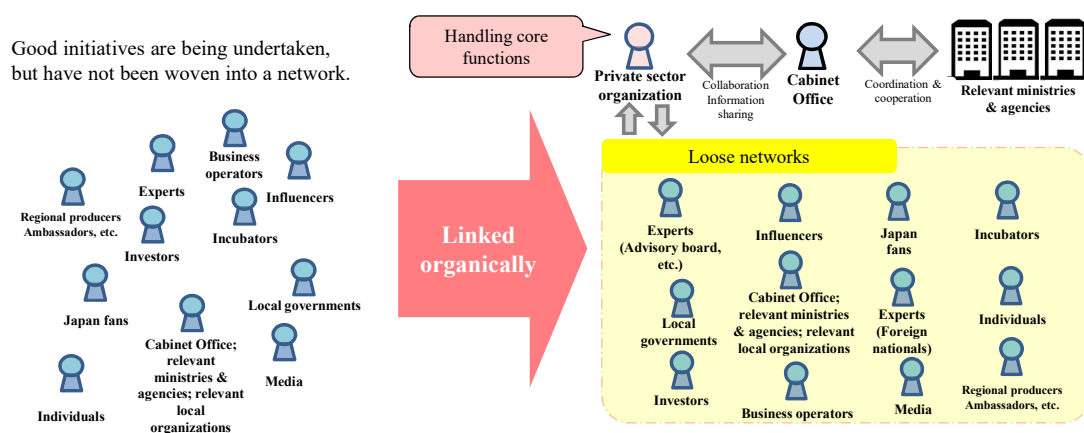 Good initiatives are being undertaken,
but have not been woven into a network.
Business
operators
Experts
Influencers
Regional producers
Ambassadors, etc.
Investors
Incubators
Japan fans
Local governments
Cabinet Office;
relevant
ministries &
agencies; relevant
local
organizations
Media
Individuals
Linked
organically
Handling core
functions
Private sector
organization
Collaboration
Information
sharing
Cabinet
Office
Coordination &
cooperation
Relevant ministries
& agencies
Loose networks
Experts
(Advisory board,
etc.)
Influencers
Japan
fans
Incubators
Local
governments
Cabinet Office;
relevant ministries
& agencies; relevant
local organizations
Experts
(Foreign
nationals)
Individuals
Investors
Business operators
Media
Regional producers
Ambassadors, etc.